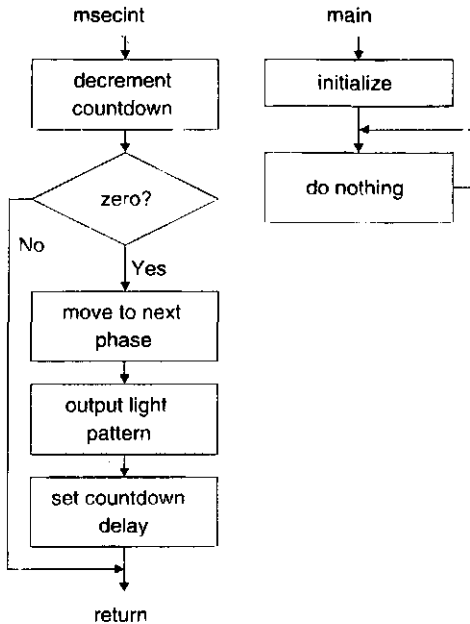 msecint
decrement
countdown
zero?
No
Yes
move to next
phase
output light
pattern
set countdown
delay
return
main
initialize
do nothing